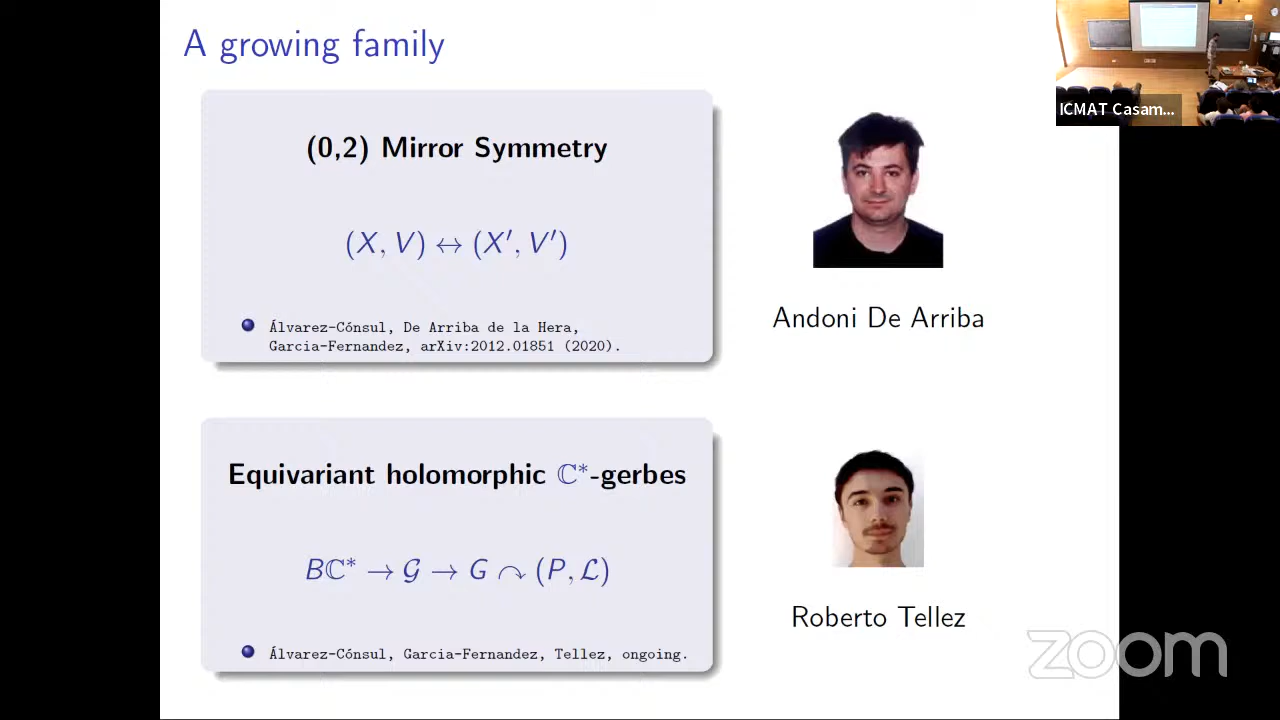 A growing family
ICMAT Casam...
(0,2) Mirror Symmetry
(X, V) ↔ (X′, V′)
Álvarez-Cónsul, De Arriba de la Hera,
Garcia-Fernandez, arXiv:2012.01851 (2020).
Andoni De Arriba
Equivariant holomorphic ℂ*-gerbes
Bℂ* → 𝒢 → G ↷ (P, ℒ)
Álvarez-Cónsul, Garcia-Fernandez, Tellez, ongoing.
Roberto Tellez
zoom